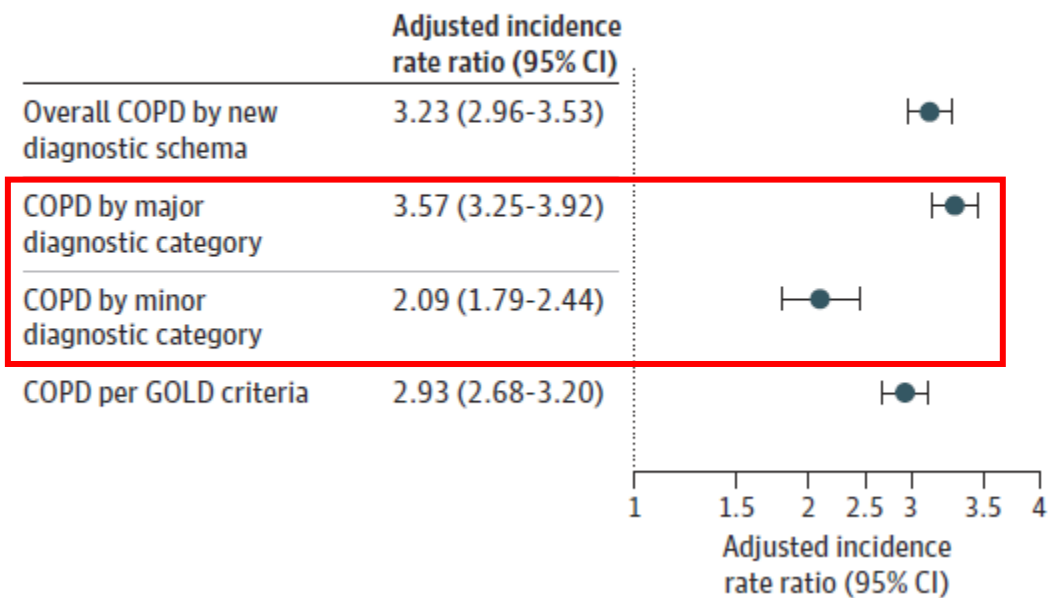 Adjusted incidence
rate ratio (95% CI)
Overall COPD by new
diagnostic schema
3.23 (2.96-3.53)
COPD by major
diagnostic category
3.57 (3.25-3.92)
COPD by minor
diagnostic category
2.09 (1.79-2.44)
COPD per GOLD criteria
2.93 (2.68-3.20)
1 1.5 2 2.5 3 3.5 4
Adjusted incidence
rate ratio (95% CI)